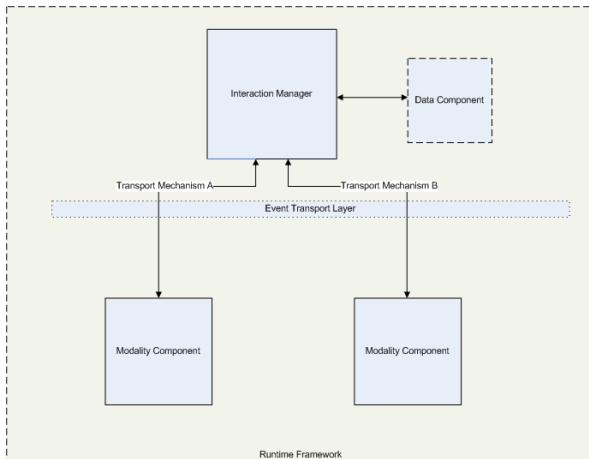 Interaction Manager
Data Component
Transport Mechanism A
Transport Mechanism B
Event Transport Layer
Modality Component
Modality Component
Runtime Framework